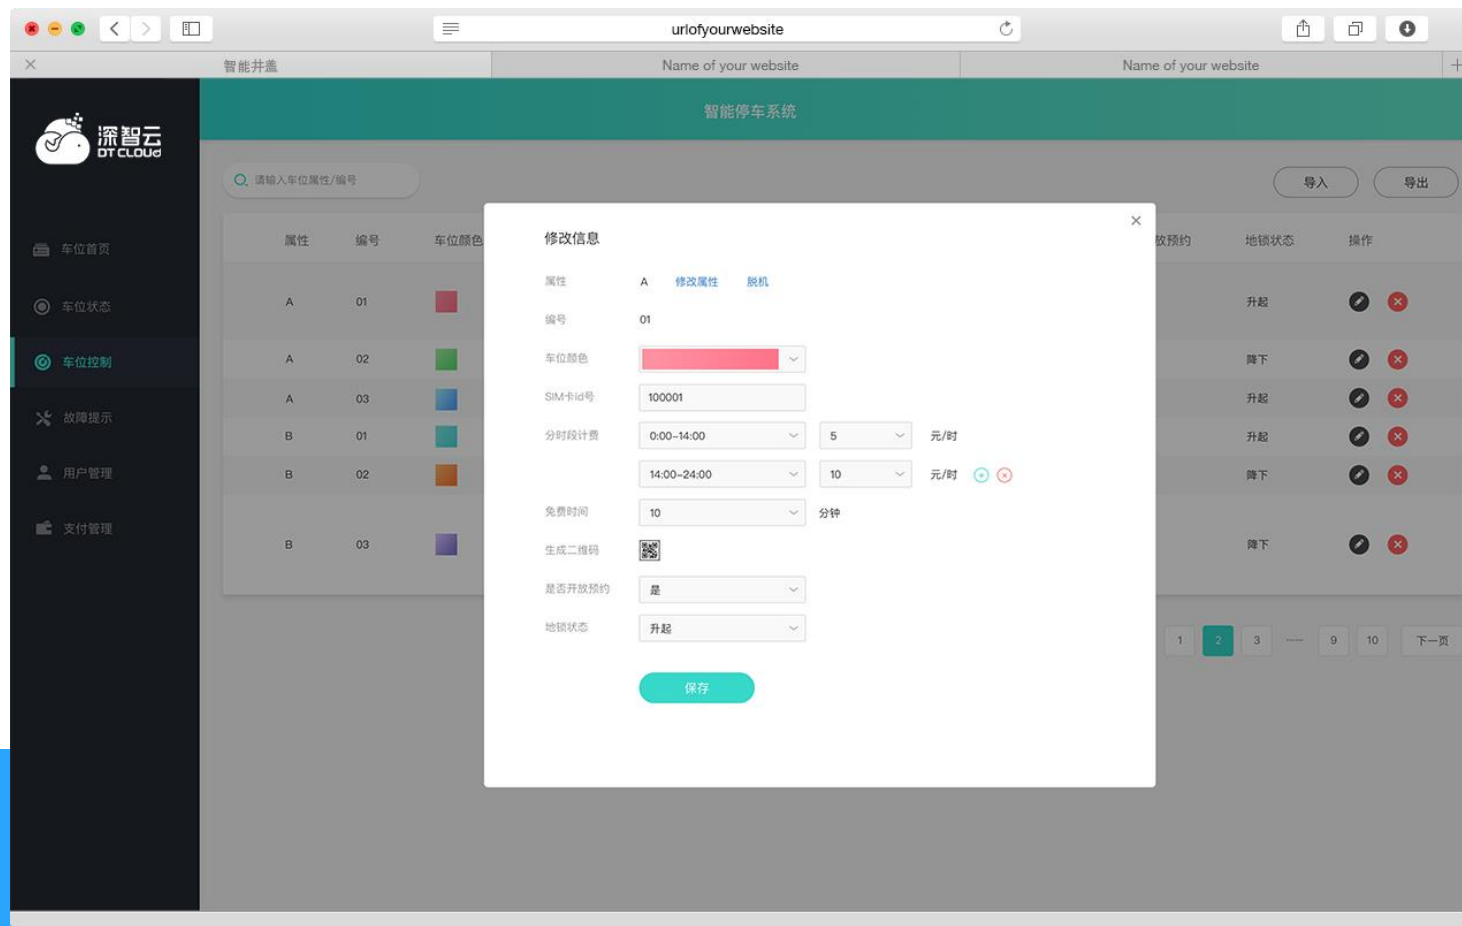 urlofyourwebsite
智能井盖
Name of your website
Name of your website
深智云
DT CLOUd
智能停车系统
请输入车位属性/编号
导入
导出
车位首页
车位状态
车位控制
故障提示
用户管理
支付管理
属性 编号 车位颜色 放预约 地锁状态 操作
A 01 升起
A 02 降下
A 03 升起
B 01 升起
B 02 降下
B 03 降下
修改信息
属性 A 修改属性 脱机
编号 01
车位颜色
SIM卡id号 100001
分时段计费 0:00-14:00 5 元/时
14:00-24:00 10 元/时
免费时间 10 分钟
生成二维码
是否开放预约 是
地锁状态 升起
保存
1 2 3 ---- 9 10 下一页